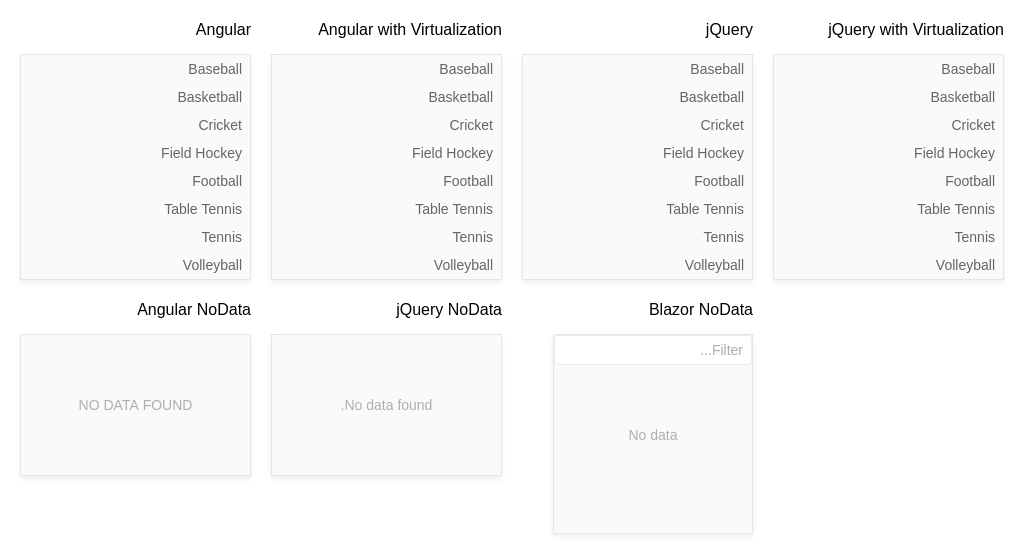 Angular
Baseball
Basketball
Cricket
Field Hockey
Football
Table Tennis
Tennis
Volleyball
Angular with Virtualization
Baseball
Basketball
Cricket
Field Hockey
Football
Table Tennis
Tennis
Volleyball
jQuery
Baseball
Basketball
Cricket
Field Hockey
Football
Table Tennis
Tennis
Volleyball
jQuery with Virtualization
Baseball
Basketball
Cricket
Field Hockey
Football
Table Tennis
Tennis
Volleyball
Angular NoData
NO DATA FOUND
jQuery NoData
.No data found
Blazor NoData
...Filter
No data